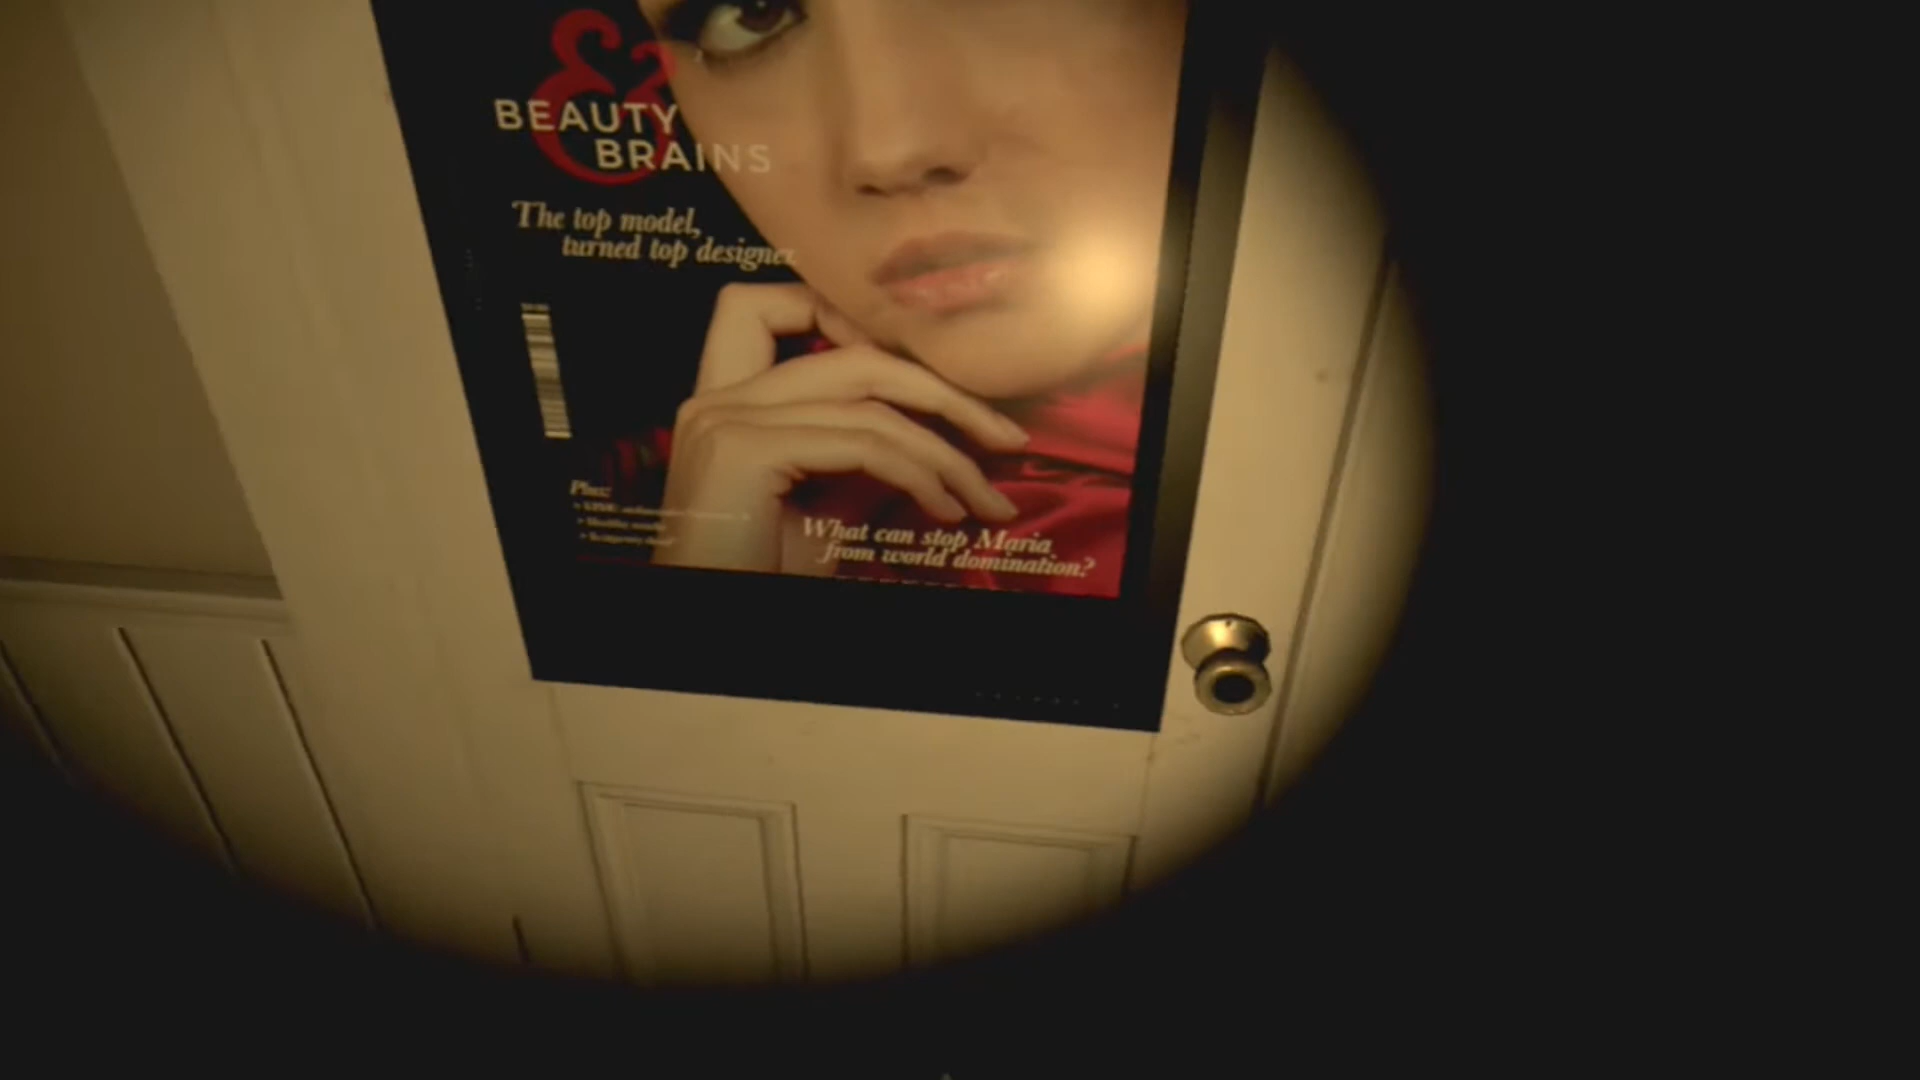 &
BEAUTY
BRAINS
The top model,
turned top designer
Plus:
What can stop Maria
from world domination?